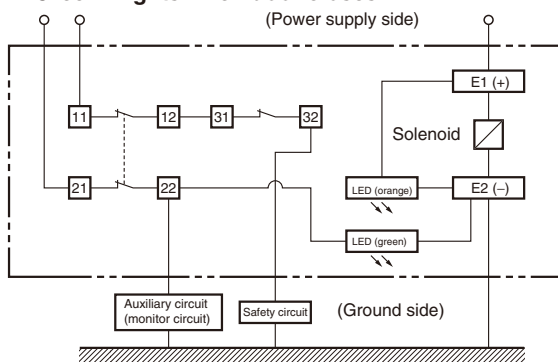 (Power supply side)
E1 (+)
11
12
31
32
Solenoid
21
22
LED (orange)
E2 (–)
LED (green)
Auxiliary circuit
(monitor circuit)
Safety circuit
(Ground side)